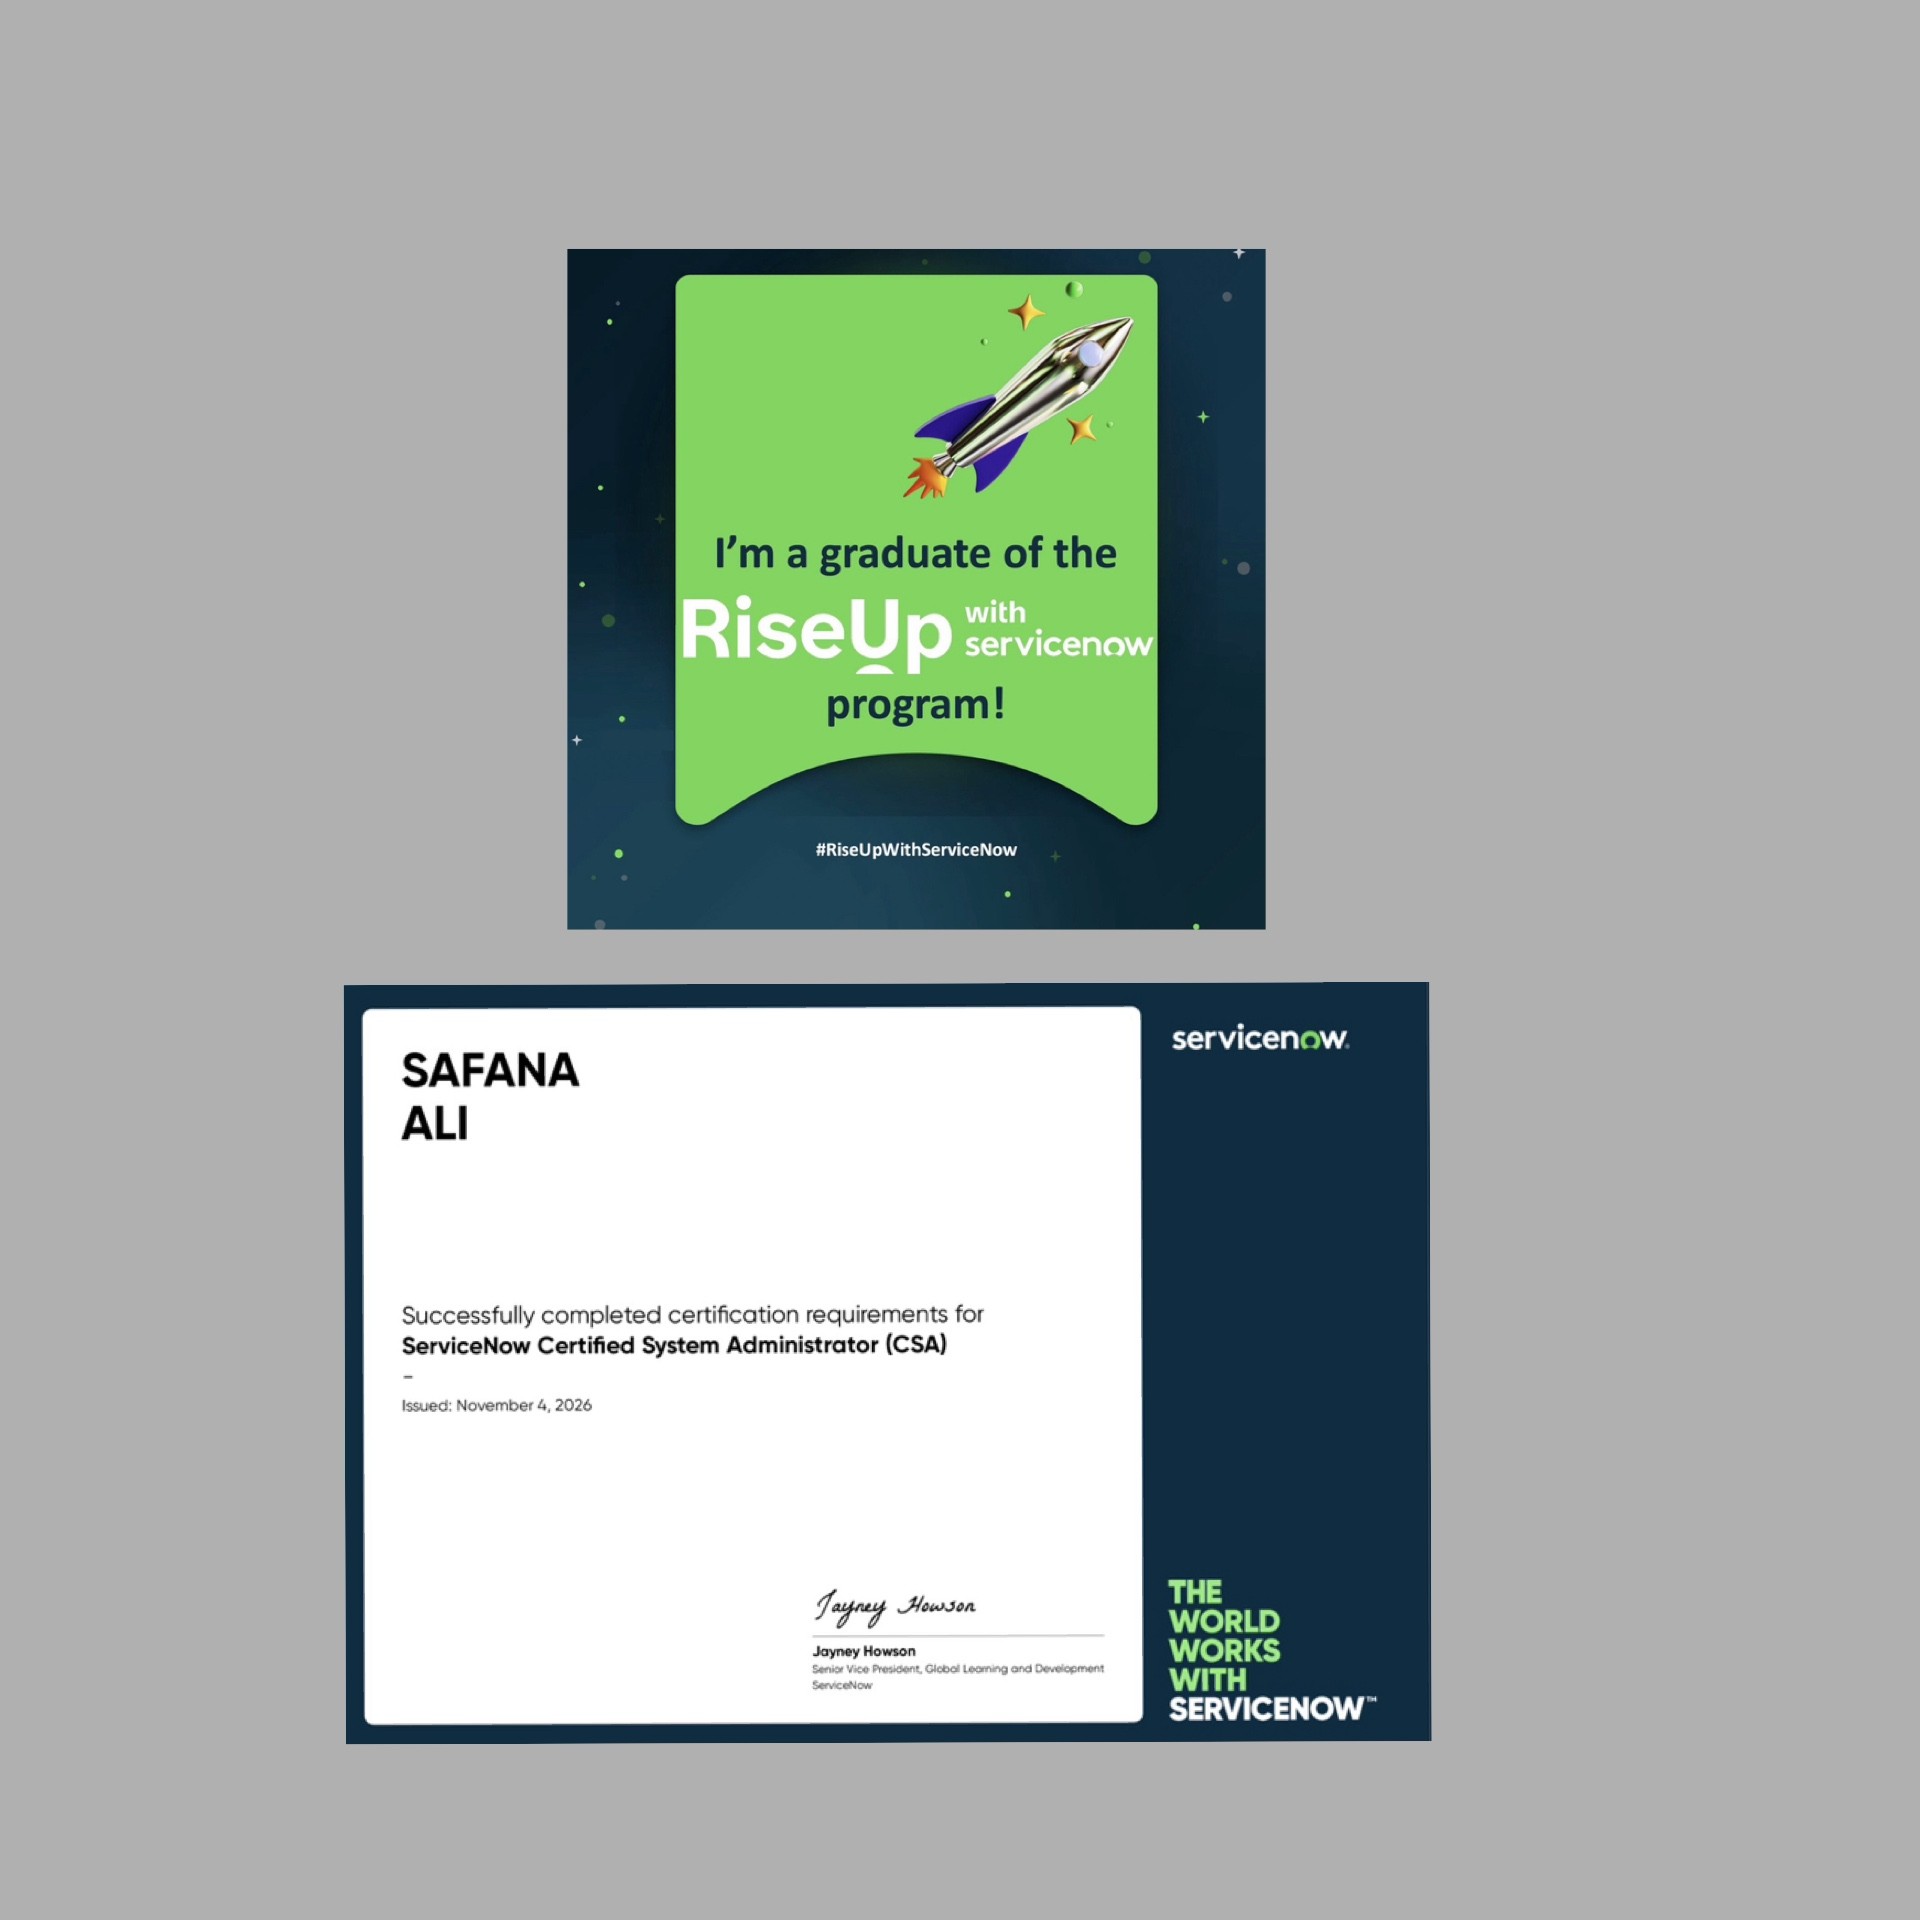 I’m a graduate of the
RiseUp with servicenow
program!
#RiseUpWithServiceNow
servicenow.
SAFANA
ALI
Successfully completed certification requirements for
ServiceNow Certified System Administrator (CSA)
–
Issued: November 4, 2026
Jayney Howson
Jayney Howson
Senior Vice President, Global Learning and Development
ServiceNow
THE
WORLD
WORKS
WITH
SERVICENOW™